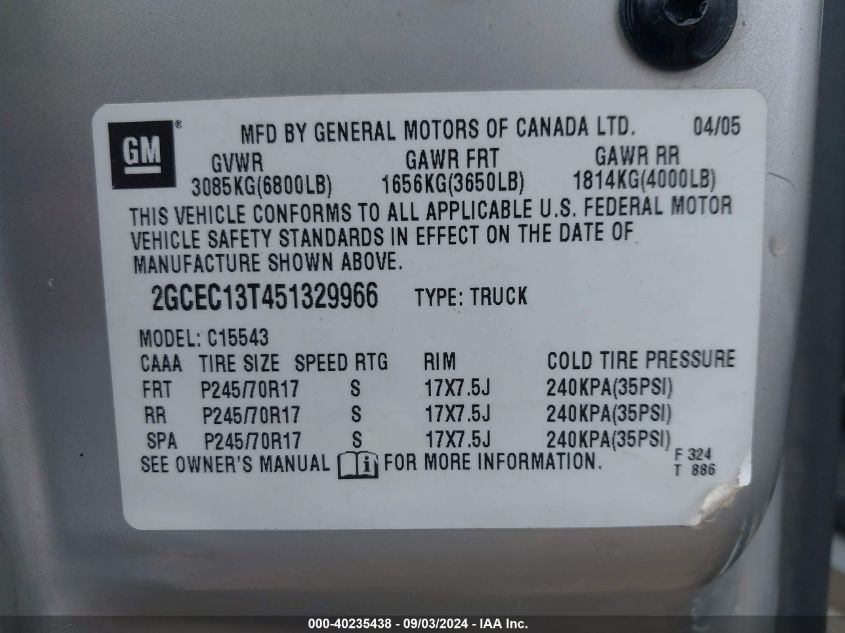 GM ® MFD BY GENERAL MOTORS OF CANADA LTD. 04/05
GVWR GAWR FRT GAWR RR
3085KG(6800LB) 1656KG(3650LB) 1814KG(4000LB)
THIS VEHICLE CONFORMS TO ALL APPLICABLE U.S. FEDERAL MOTOR
VEHICLE SAFETY STANDARDS IN EFFECT ON THE DATE OF
MANUFACTURE SHOWN ABOVE.
2GCEC13T451329966 TYPE: TRUCK
MODEL: C15543
CAAA TIRE SIZE SPEED RTG RIM COLD TIRE PRESSURE
FRT P245/70R17 S 17X7.5J 240KPA(35PSI)
RR P245/70R17 S 17X7.5J 240KPA(35PSI)
SPA P245/70R17 S 17X7.5J 240KPA(35PSI)
SEE OWNER'S MANUAL i FOR MORE INFORMATION. F 324
T 886
000-40235438 - 09/03/2024 - IAA Inc.